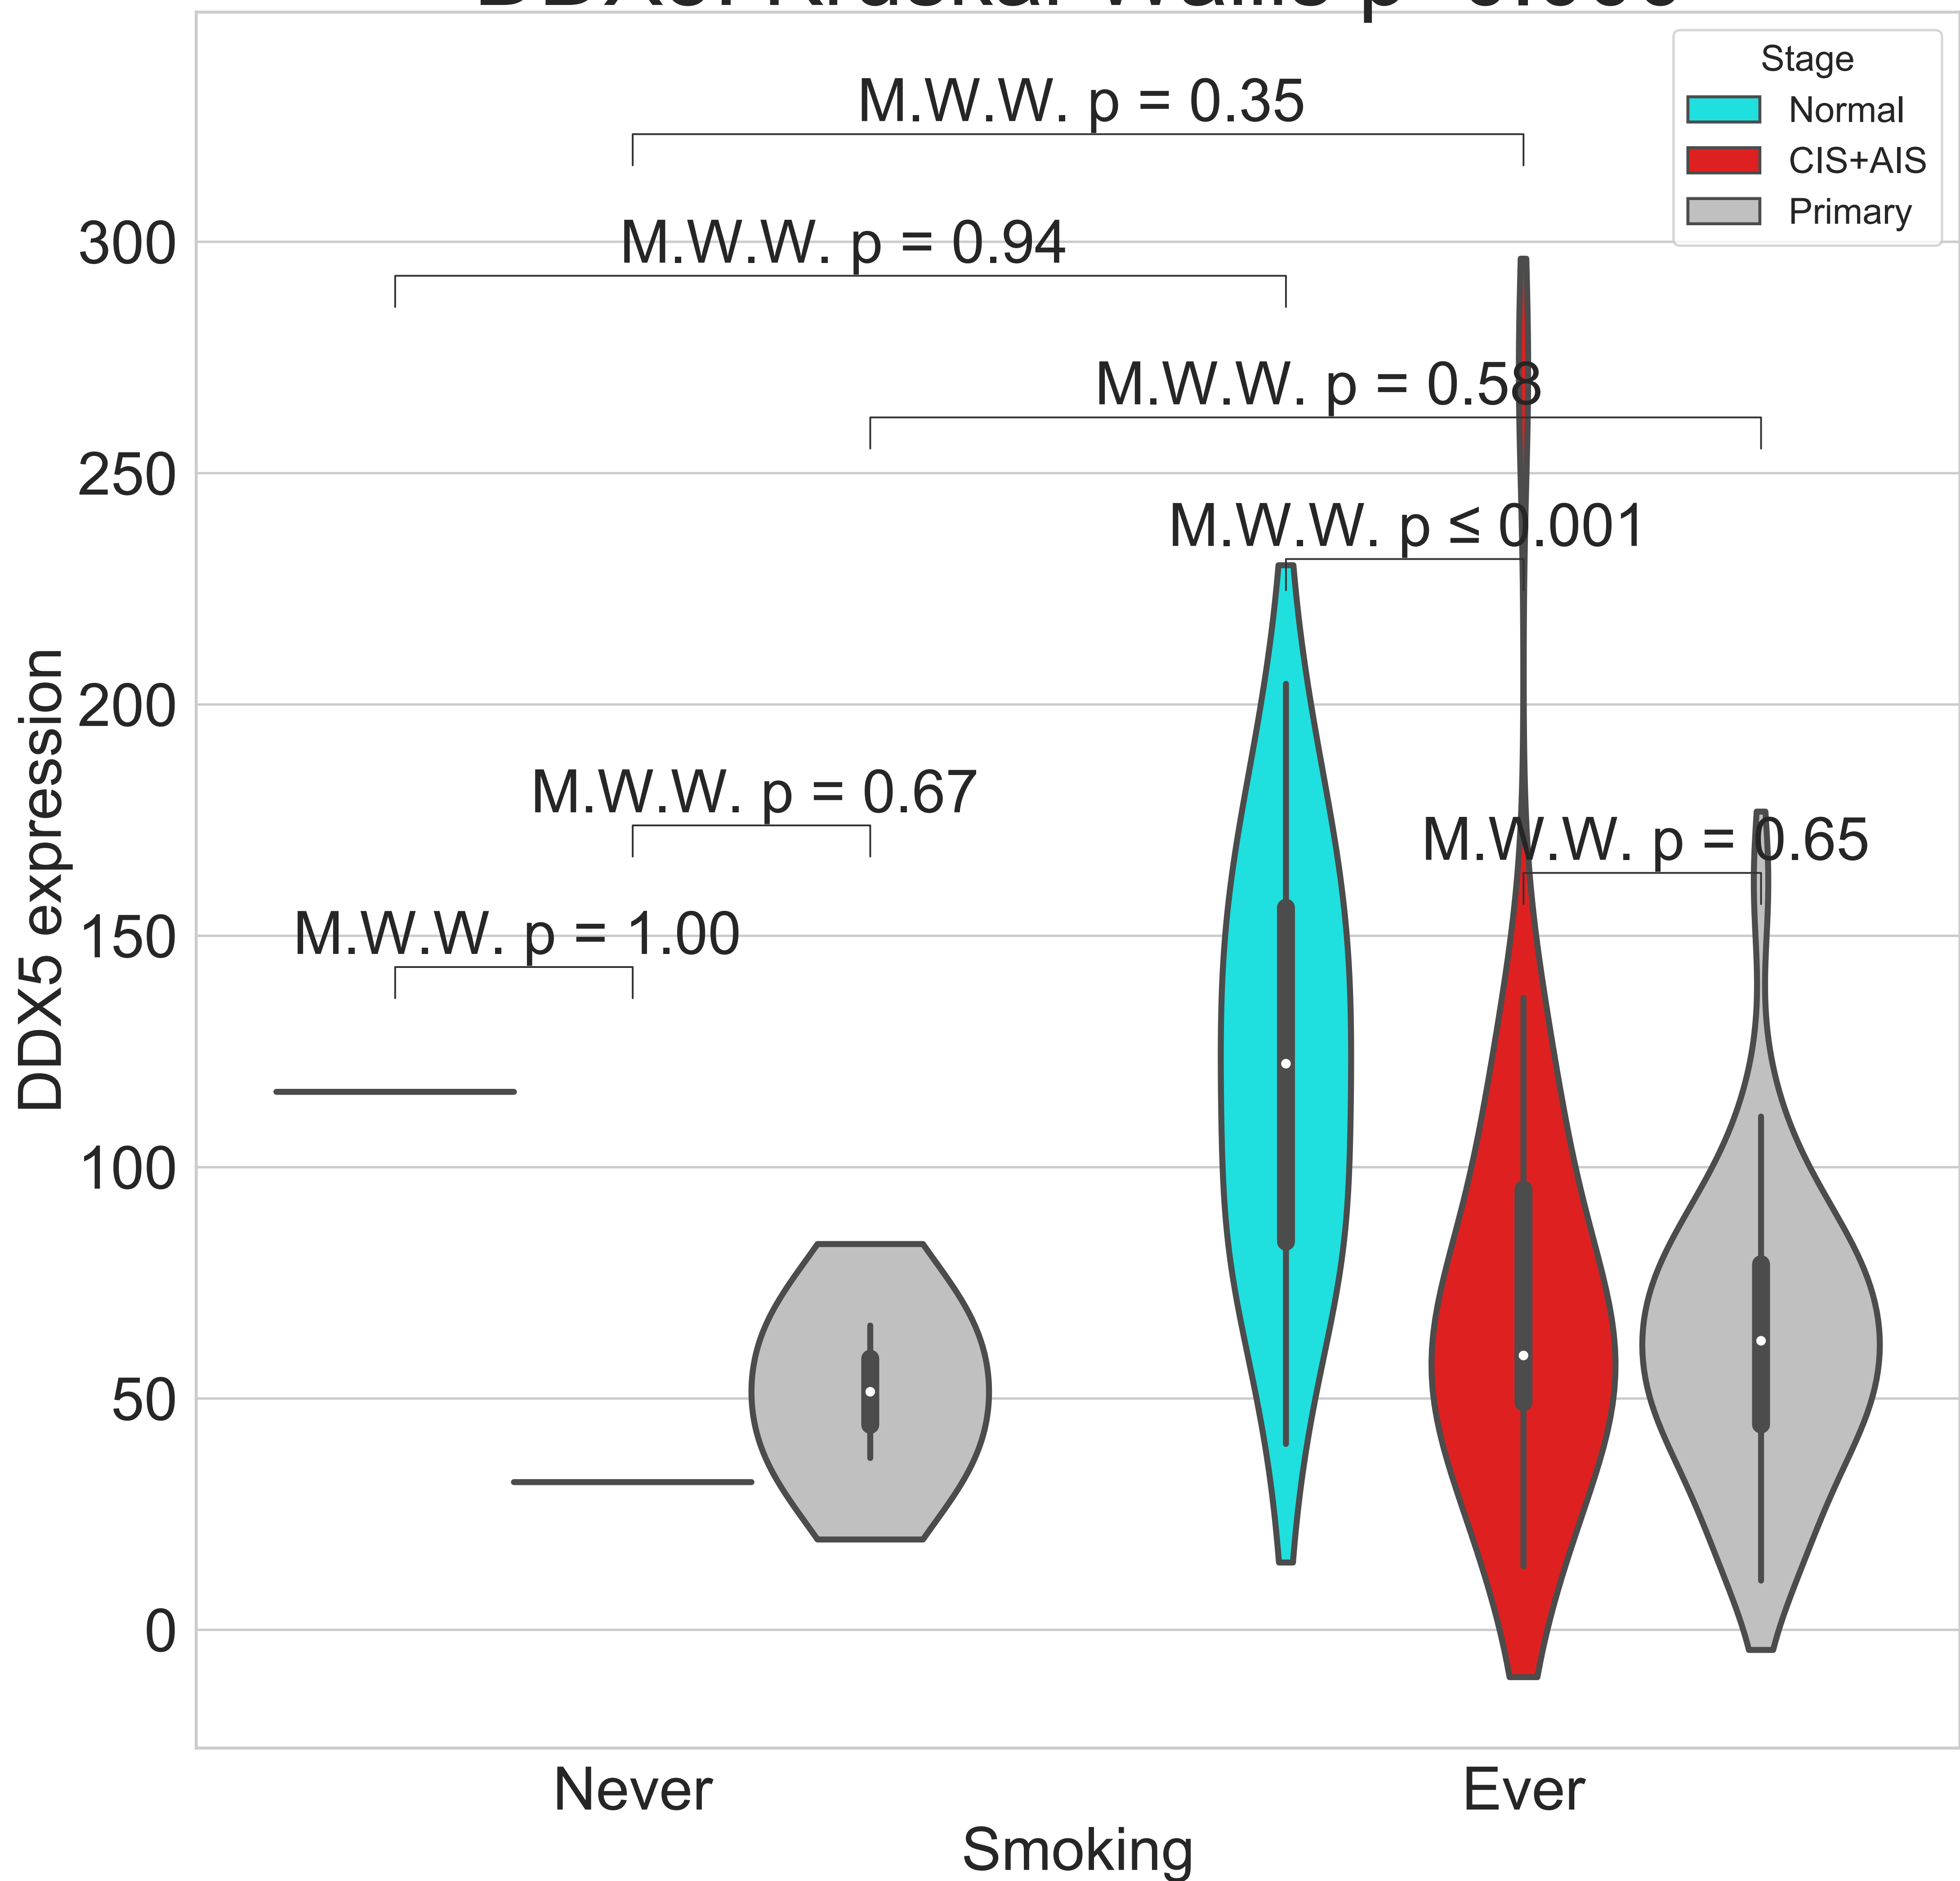 Stage
Normal
CIS+AIS
Primary
M.W.W. p = 0.35
M.W.W. p = 0.94
M.W.W. p = 0.58
M.W.W. p ≤ 0.001
M.W.W. p = 0.67
M.W.W. p = 0.65
M.W.W. p = 1.00
300
250
200
150
100
50
0
DDX5 expression
Never
Ever
Smoking